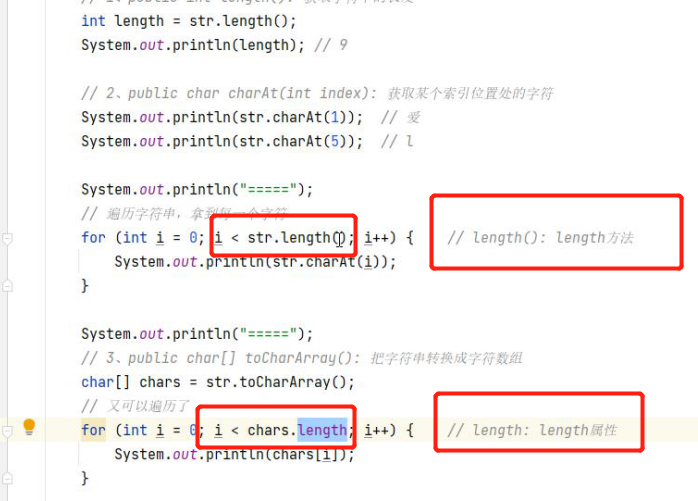 int length = str.length();
System.out.println(length); // 9
// 2、public char charAt(int index): 获取某个索引位置处的字符
System.out.println(str.charAt(1));  // 爱
System.out.println(str.charAt(5));  // l
System.out.println("=====");
// 遍历字符串，拿到每一个字符
for (int i = 0; i < str.length(); i++) {    // length(): length方法
System.out.println(str.charAt(i));
}
System.out.println("=====");
// 3、public char[] toCharArray(): 把字符串转换成字符数组
char[] chars = str.toCharArray();
// 又可以遍历了
for (int i = 0; i < chars.length; i++) {    // length: length属性
System.out.println(chars[i]);
}